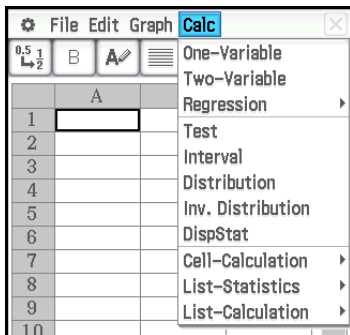 File Edit Graph Calc
0.5 1 2 B A
One-Variable
Two-Variable
Regression
Test
Interval
Distribution
Inv. Distribution
DispStat
Cell-Calculation
List-Statistics
List-Calculation
A
1
2
3
4
5
6
7
8
9
10